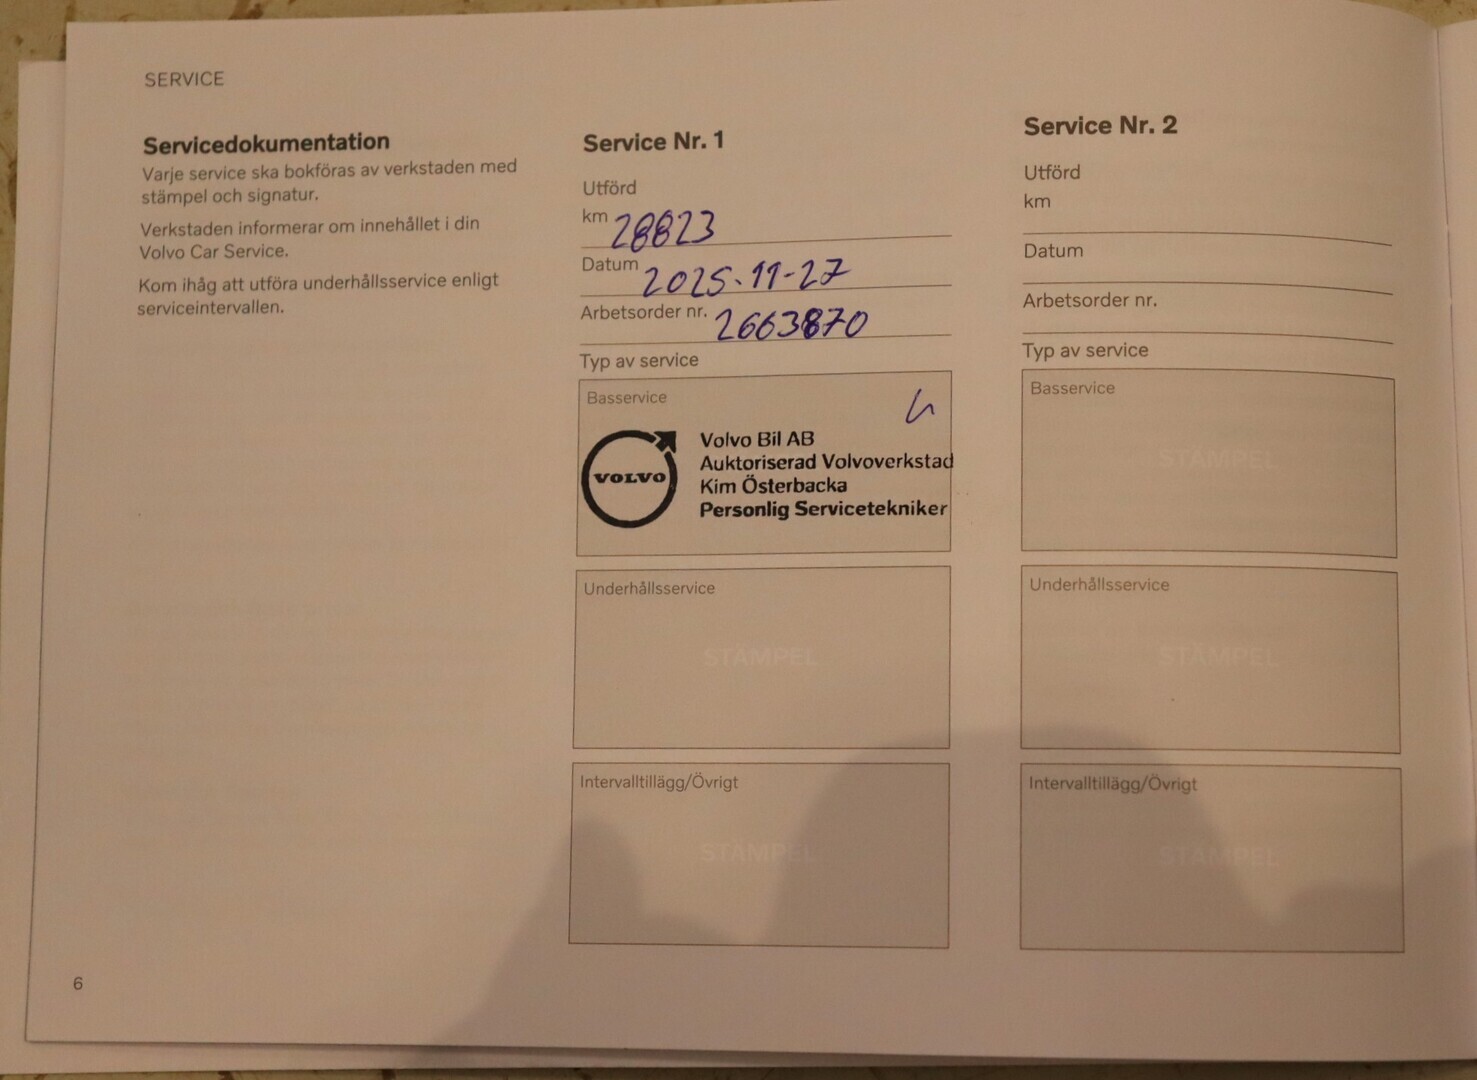 SERVICE
Servicedokumentation
Varje service ska bokföras av verkstaden med
stämpel och signatur.
Verkstaden informerar om innehållet i din
Volvo Car Service.
Kom ihåg att utföra underhållsservice enligt
serviceintervallen.
6
Service Nr. 1
Utförd
km 28823
Datum 2025-11-27
Arbetsorder nr. 2663870
Typ av service
Basservice
VOLVO
Volvo Bil AB
Auktoriserad Volvoverkstad
Kim Österbacka
Personlig Servicetekniker
Underhållsservice
STÄMPEL
Intervalltillägg/Övrigt
STÄMPEL
Service Nr. 2
Utförd
km
Datum
Arbetsorder nr.
Typ av service
Basservice
STÄMPEL
Underhållsservice
STÄMPEL
Intervalltillägg/Övrigt
STÄMPEL